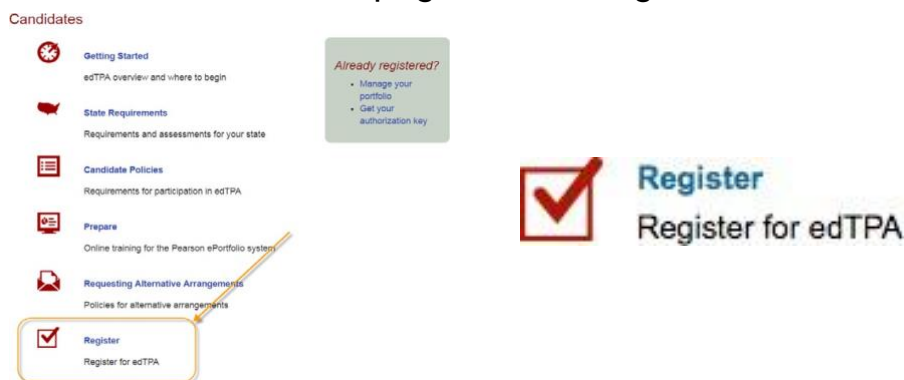 Candidates
Getting Started
edTPA overview and where to begin
State Requirements
Requirements and assessments for your state
Candidate Policies
Requirements for participation in edTPA
Prepare
Online training for the Pearson ePortfolio system
Requesting Alternative Arrangements
Policies for alternative arrangements
Register
Register for edTPA
Already registered?
• Manage your
portfolio
• Get your
authorization key
Register
Register for edTPA